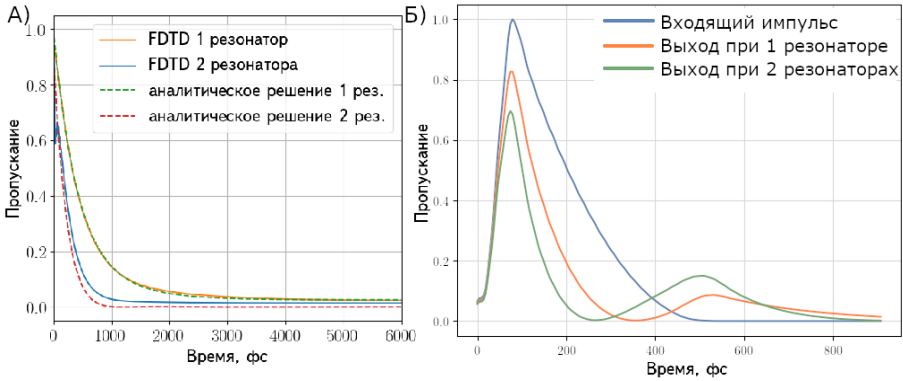 А)
FDTD 1 резонатор
FDTD 2 резонатора
аналитическое решение 1 рез.
аналитическое решение 2 рез.
Пропускание
1.0
0.8
0.6
0.4
0.2
0.0
0 1000 2000 3000 4000 5000 6000
Время, фс
Б)
Входящий импульс
Выход при 1 резонаторе
Выход при 2 резонаторах
Пропускание
1.0
0.8
0.6
0.4
0.2
0.0
0 200 400 600 800
Время, фс